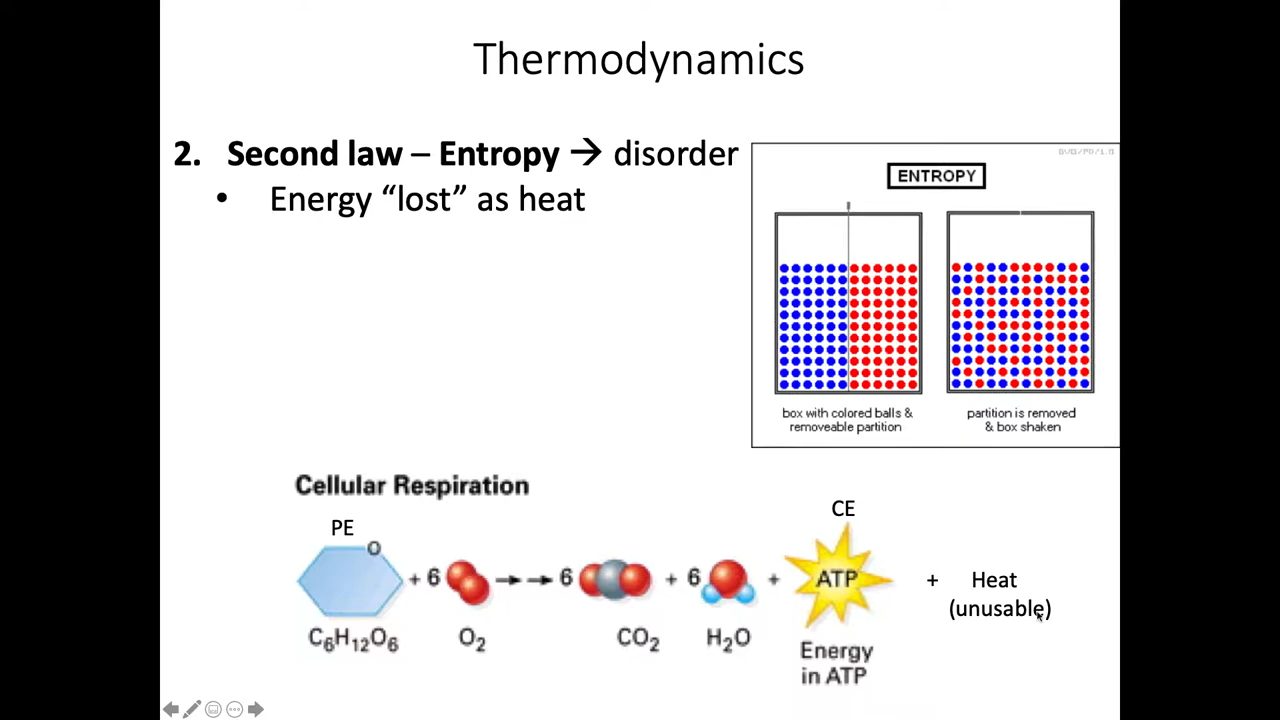 Thermodynamics
2. Second law – Entropy → disorder
• Energy “lost” as heat
ENTROPY
box with colored balls &
removeable partition
partition is removed
& box shaken
Cellular Respiration
PE
CE
O
+ 6 →→ 6 + 6 + ATP + Heat
(unusable)
C₆H₁₂O₆ O₂ CO₂ H₂O Energy
in ATP